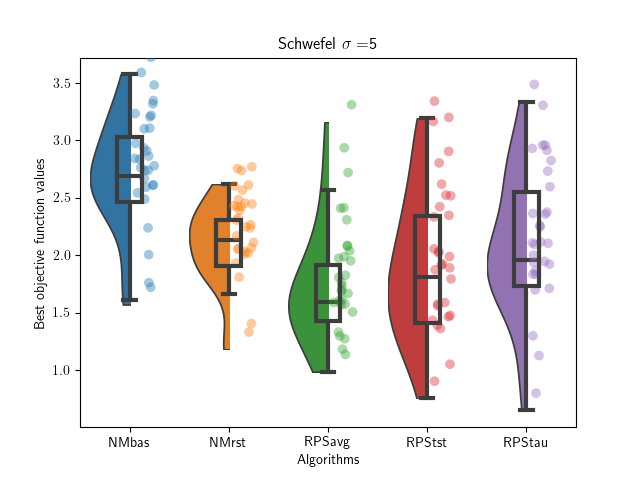 Schwefel σ =5
Best objective function values
3.5
3.0
2.5
2.0
1.5
1.0
NMbas NMrst RPSavg RPStst RPStau
Algorithms